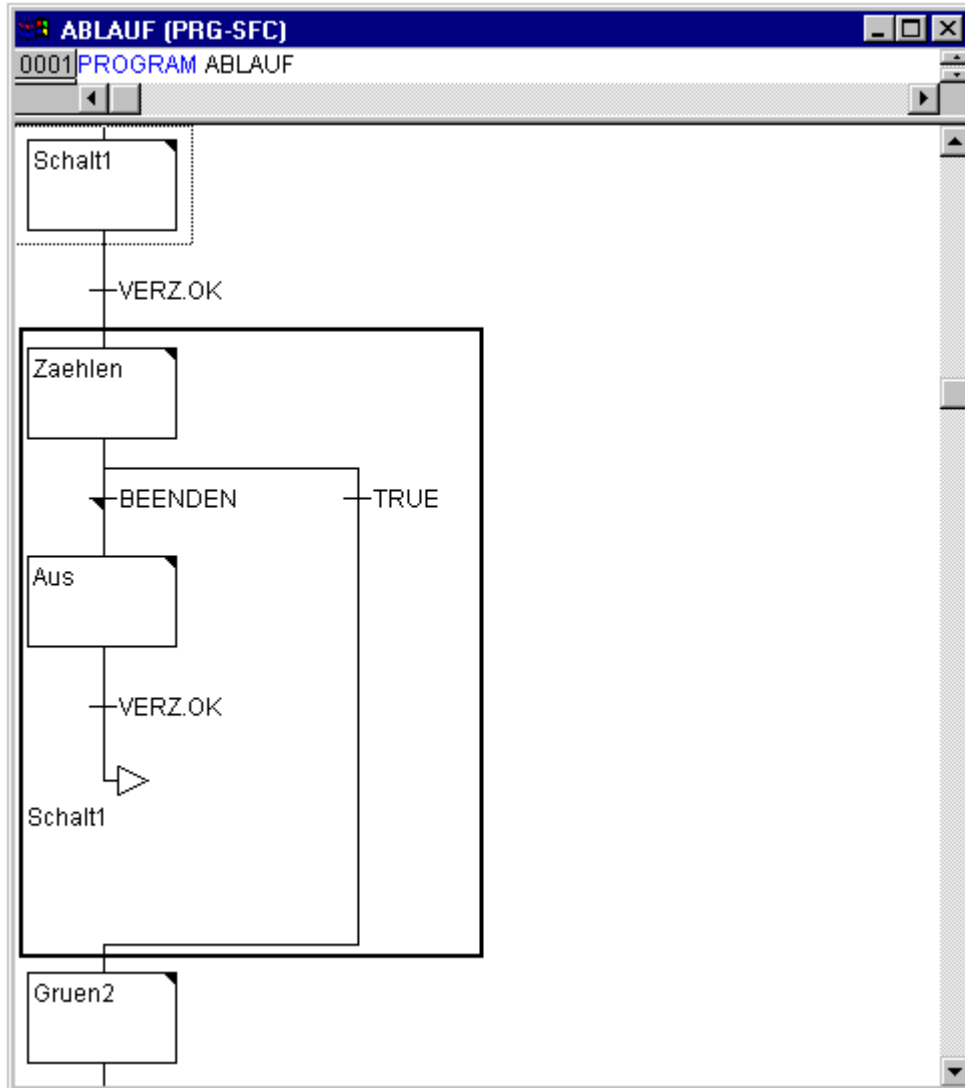 ABLAUF (PRG-SFC)
0001 PROGRAM ABLAUF
Schalt1
VERZ.OK
Zaehlen
BEENDEN TRUE
Aus
VERZ.OK
Schalt1
Gruen2